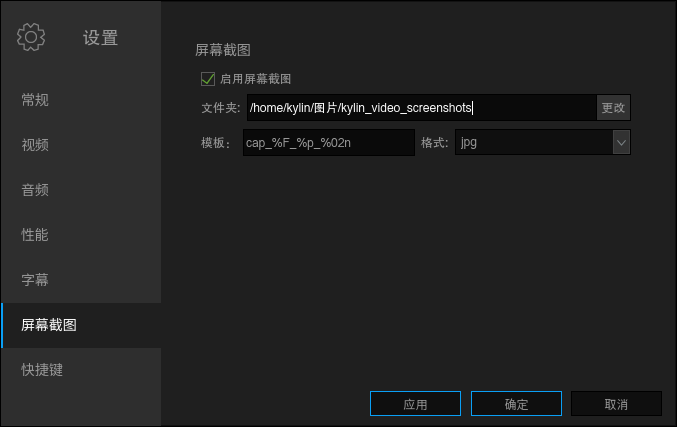 设置
常规
视频
音频
性能
字幕
屏幕截图
快捷键
屏幕截图
启用屏幕截图
文件夹: /home/kylin/图片/kylin_video_screenshots 更改
模板： cap_%F_%p_%02n 格式: jpg
应用 确定 取消